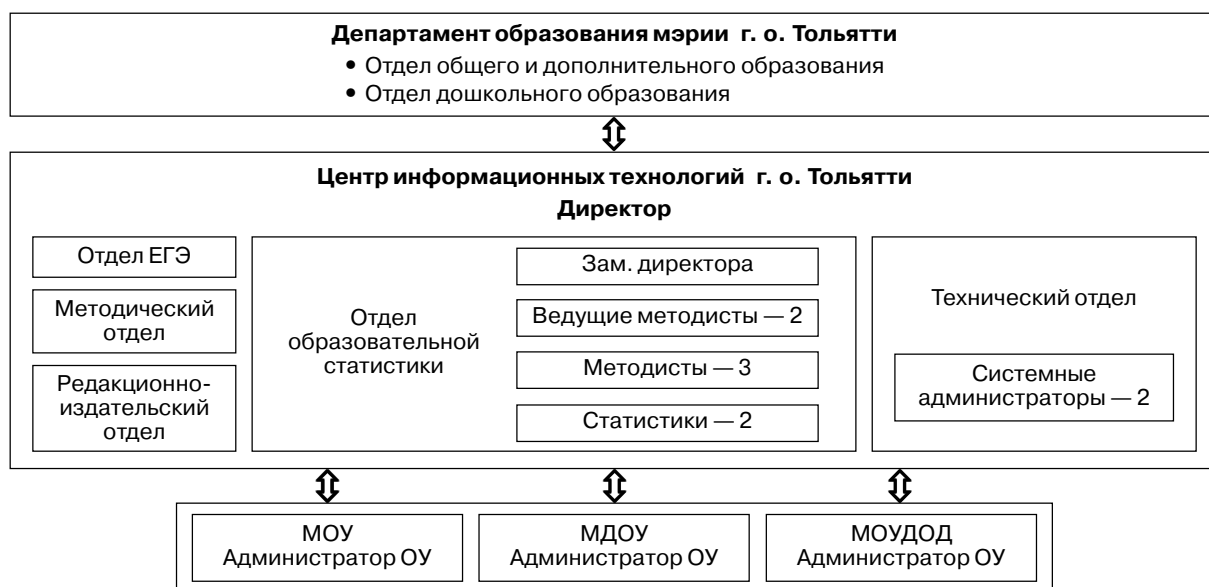 Департамент образования мэрии г. о. Тольятти
• Отдел общего и дополнительного образования
• Отдел дошкольного образования
Центр информационных технологий г. о. Тольятти
Директор
Отдел ЕГЭ
Методический
отдел
Редакционно-
издательский
отдел
Отдел
образовательной
статистики
Зам. директора
Ведущие методисты — 2
Методисты — 3
Статистики — 2
Технический отдел
Системные
администраторы — 2
МОУ
Администратор ОУ
МДОУ
Администратор ОУ
МОУДОД
Администратор ОУ